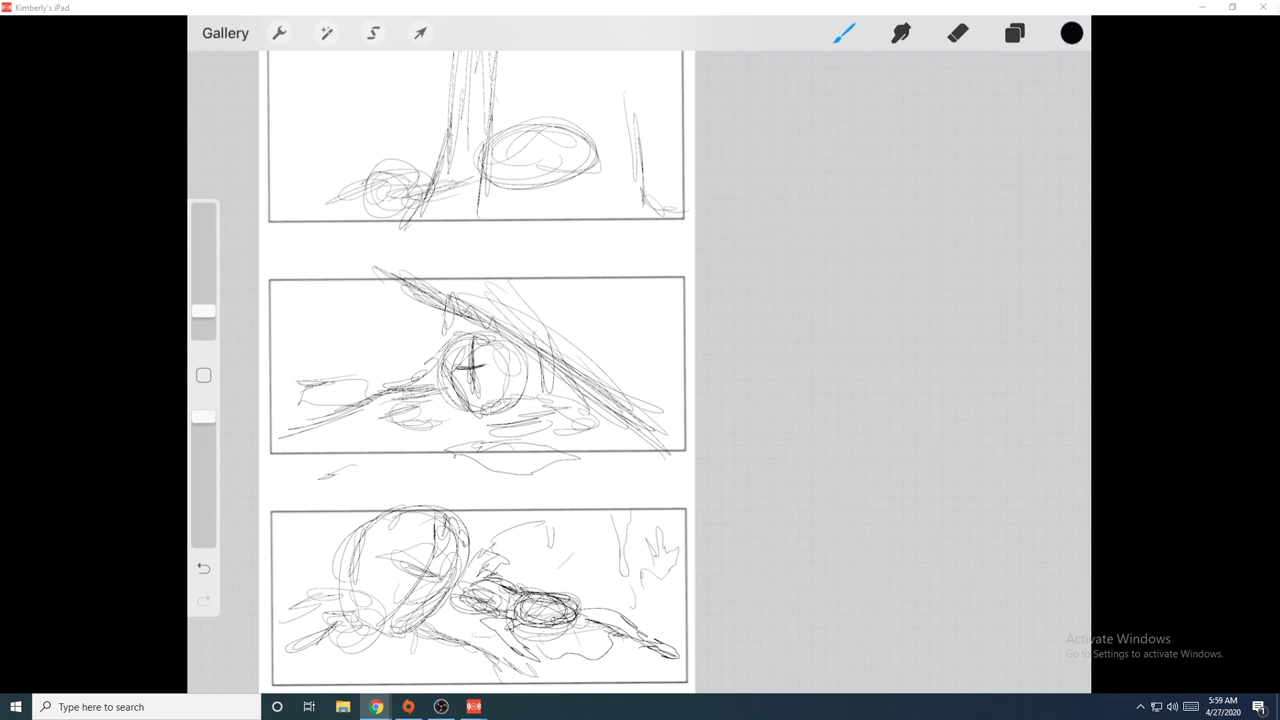 Kimberly's iPad
Gallery
Activate Windows
Go to Settings to activate Windows.
Type here to search
5:59 AM
4/27/2020